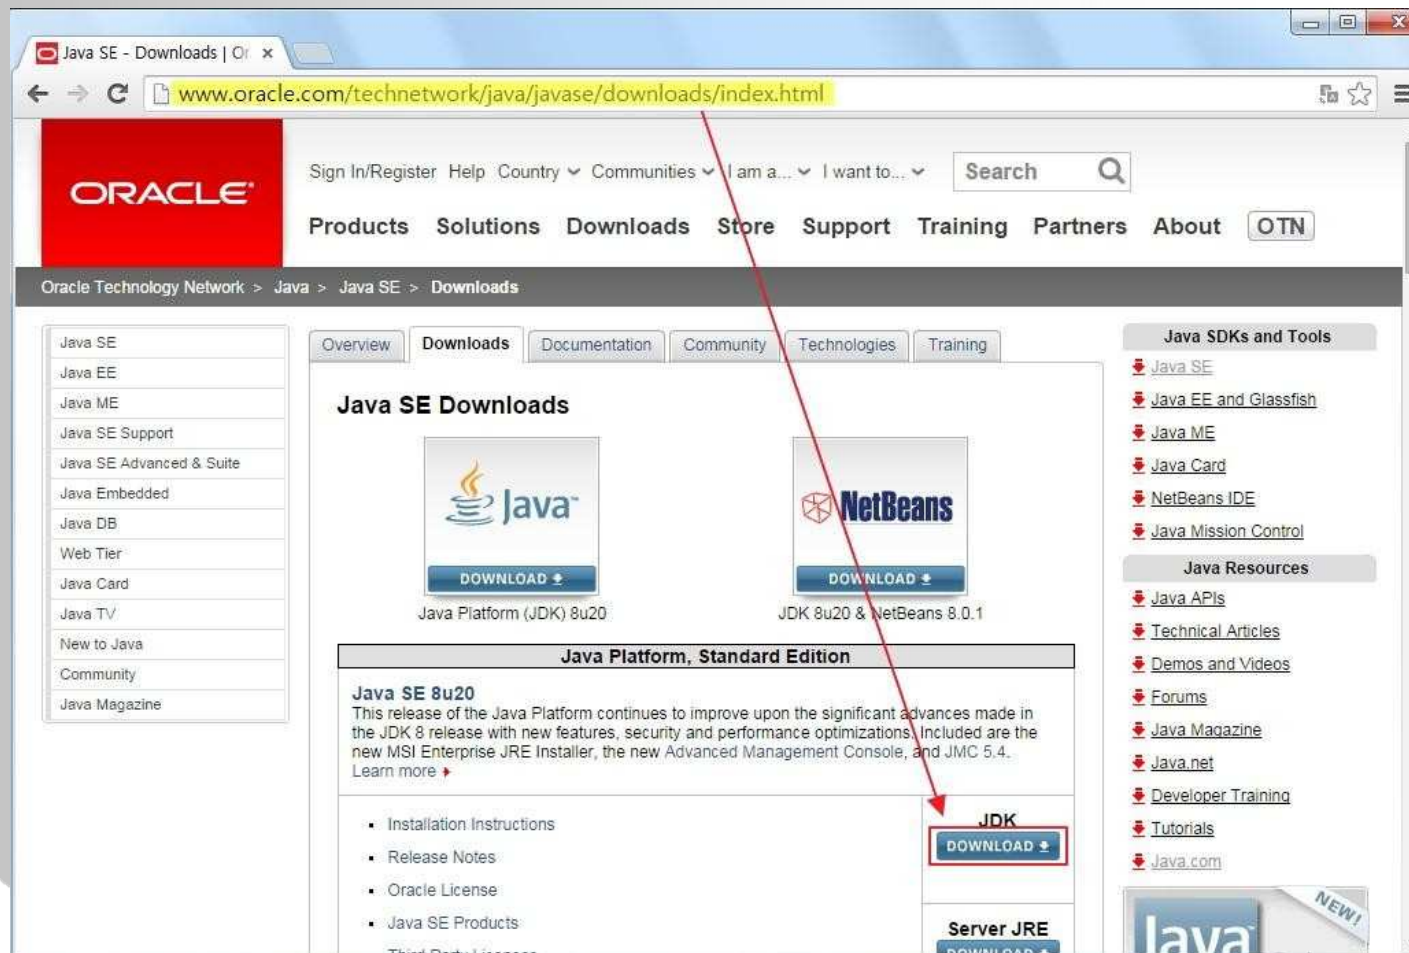 Java SE - Downloads | Or
www.oracle.com/technetwork/java/javase/downloads/index.html
ORACLE
Sign In/Register Help Country Communities I am a... I want to... Search
Products Solutions Downloads Store Support Training Partners About OTN
Oracle Technology Network > Java > Java SE > Downloads
Java SE
Java EE
Java ME
Java SE Support
Java SE Advanced & Suite
Java Embedded
Java DB
Web Tier
Java Card
Java TV
New to Java
Community
Java Magazine
Overview Downloads Documentation Community Technologies Training
Java SE Downloads
Java™
DOWNLOAD
Java Platform (JDK) 8u20
NetBeans
DOWNLOAD
JDK 8u20 & NetBeans 8.0.1
Java Platform, Standard Edition
Java SE 8u20
This release of the Java Platform continues to improve upon the significant advances made in
the JDK 8 release with new features, security and performance optimizations. Included are the
new MSI Enterprise JRE Installer, the new Advanced Management Console, and JMC 5.4.
Learn more
Installation Instructions
Release Notes
Oracle License
Java SE Products
Third Party Licenses
JDK
DOWNLOAD
Server JRE
DOWNLOAD
Java SDKs and Tools
Java SE
Java EE and Glassfish
Java ME
Java Card
NetBeans IDE
Java Mission Control
Java Resources
Java APIs
Technical Articles
Demos and Videos
Forums
Java Magazine
Java.net
Developer Training
Tutorials
Java.com
NEW!
Java